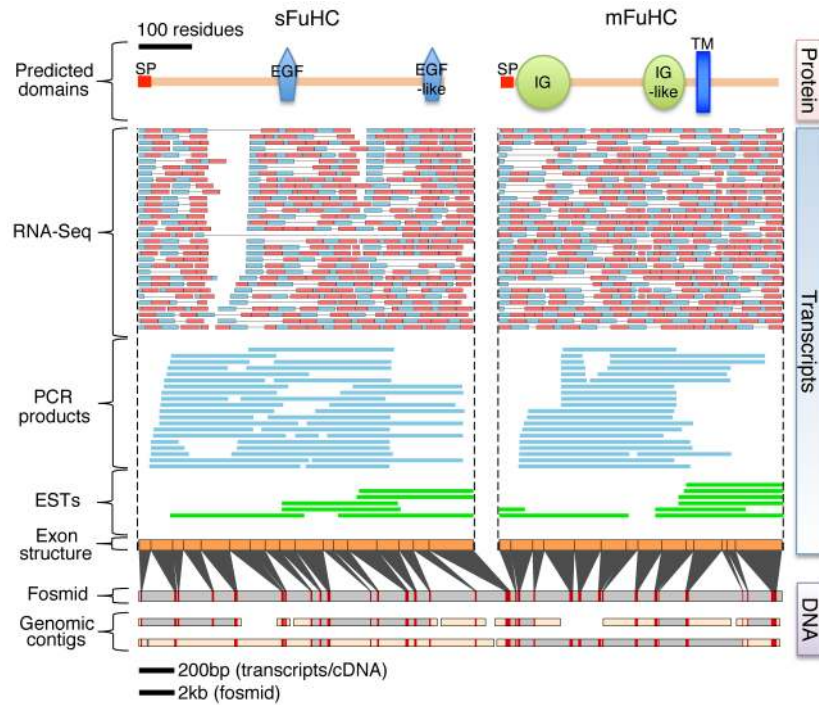 sFuHC
mFuHC
100 residues
Predicted domains
SP
EGF
EGF -like
SP
IG
IG -like
TM
Protein
RNA-Seq
PCR products
ESTs
Exon structure
Transcripts
Fosmid
Genomic contigs
DNA
200bp (transcripts/cDNA)
2kb (fosmid)